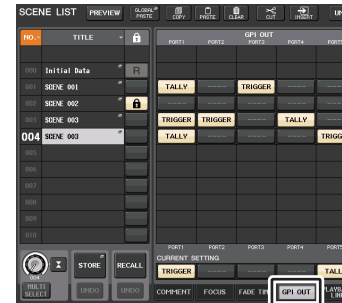 SCENE LIST PREVIEW GLOBAL PASTE COPY PASTE CLEAR CUT INSERT UN
NO. TITLE GPI OUT
PORT1 PORT2 PORT3 PORT4 PORT5
000 Initial Data R
001 SCENE 001 TALLY ---- TRIGGER ----
002 SCENE 002 ---- ---- ---- ----
003 SCENE 003 TRIGGER TRIGGER ---- TALLY
004 SCENE 003 TALLY ---- ---- ---- TRIGG
005
006
007
008
009
010
PORT1 PORT2 PORT3 PORT4 PORT5
CURRENT SETTING
004 STORE RECALL TRIGGER ---- ---- ---- TALL
MULTI SELECT UNDO UNDO COMMENT FOCUS FADE TIM GPI OUT PLAYBA LINK